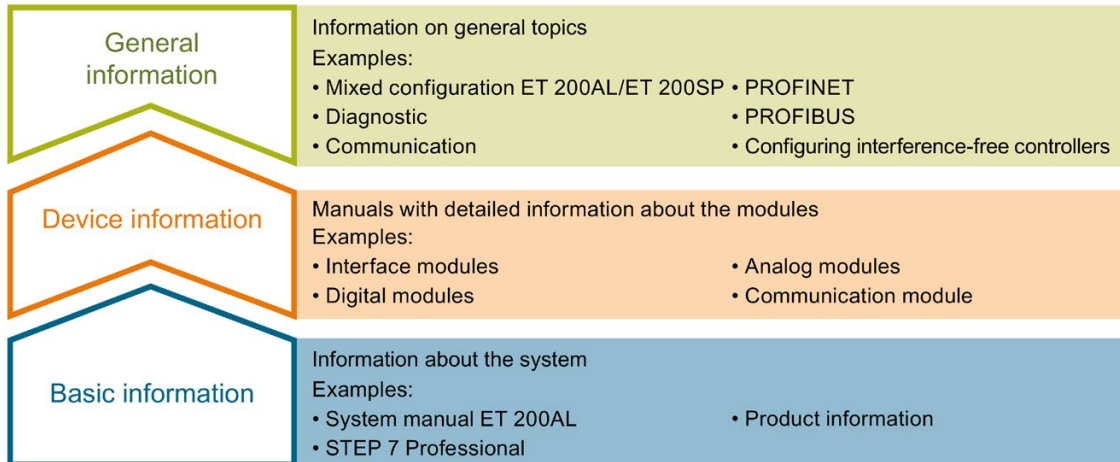 General
information
Information on general topics
Examples:
• Mixed configuration ET 200AL/ET 200SP • PROFINET
• Diagnostic • PROFIBUS
• Communication • Configuring interference-free controllers
Device information
Manuals with detailed information about the modules
Examples:
• Interface modules • Analog modules
• Digital modules • Communication module
Basic information
Information about the system
Examples:
• System manual ET 200AL • Product information
• STEP 7 Professional